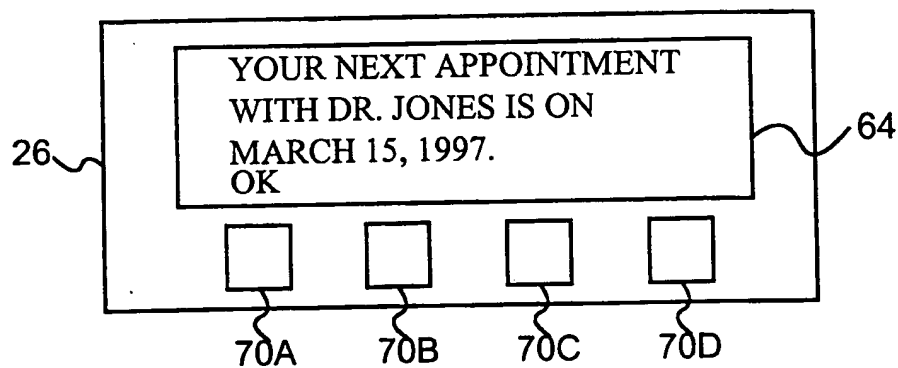 YOUR NEXT APPOINTMENT
WITH DR. JONES IS ON
MARCH 15, 1997.
OK
26
64
70A 70B 70C 70D